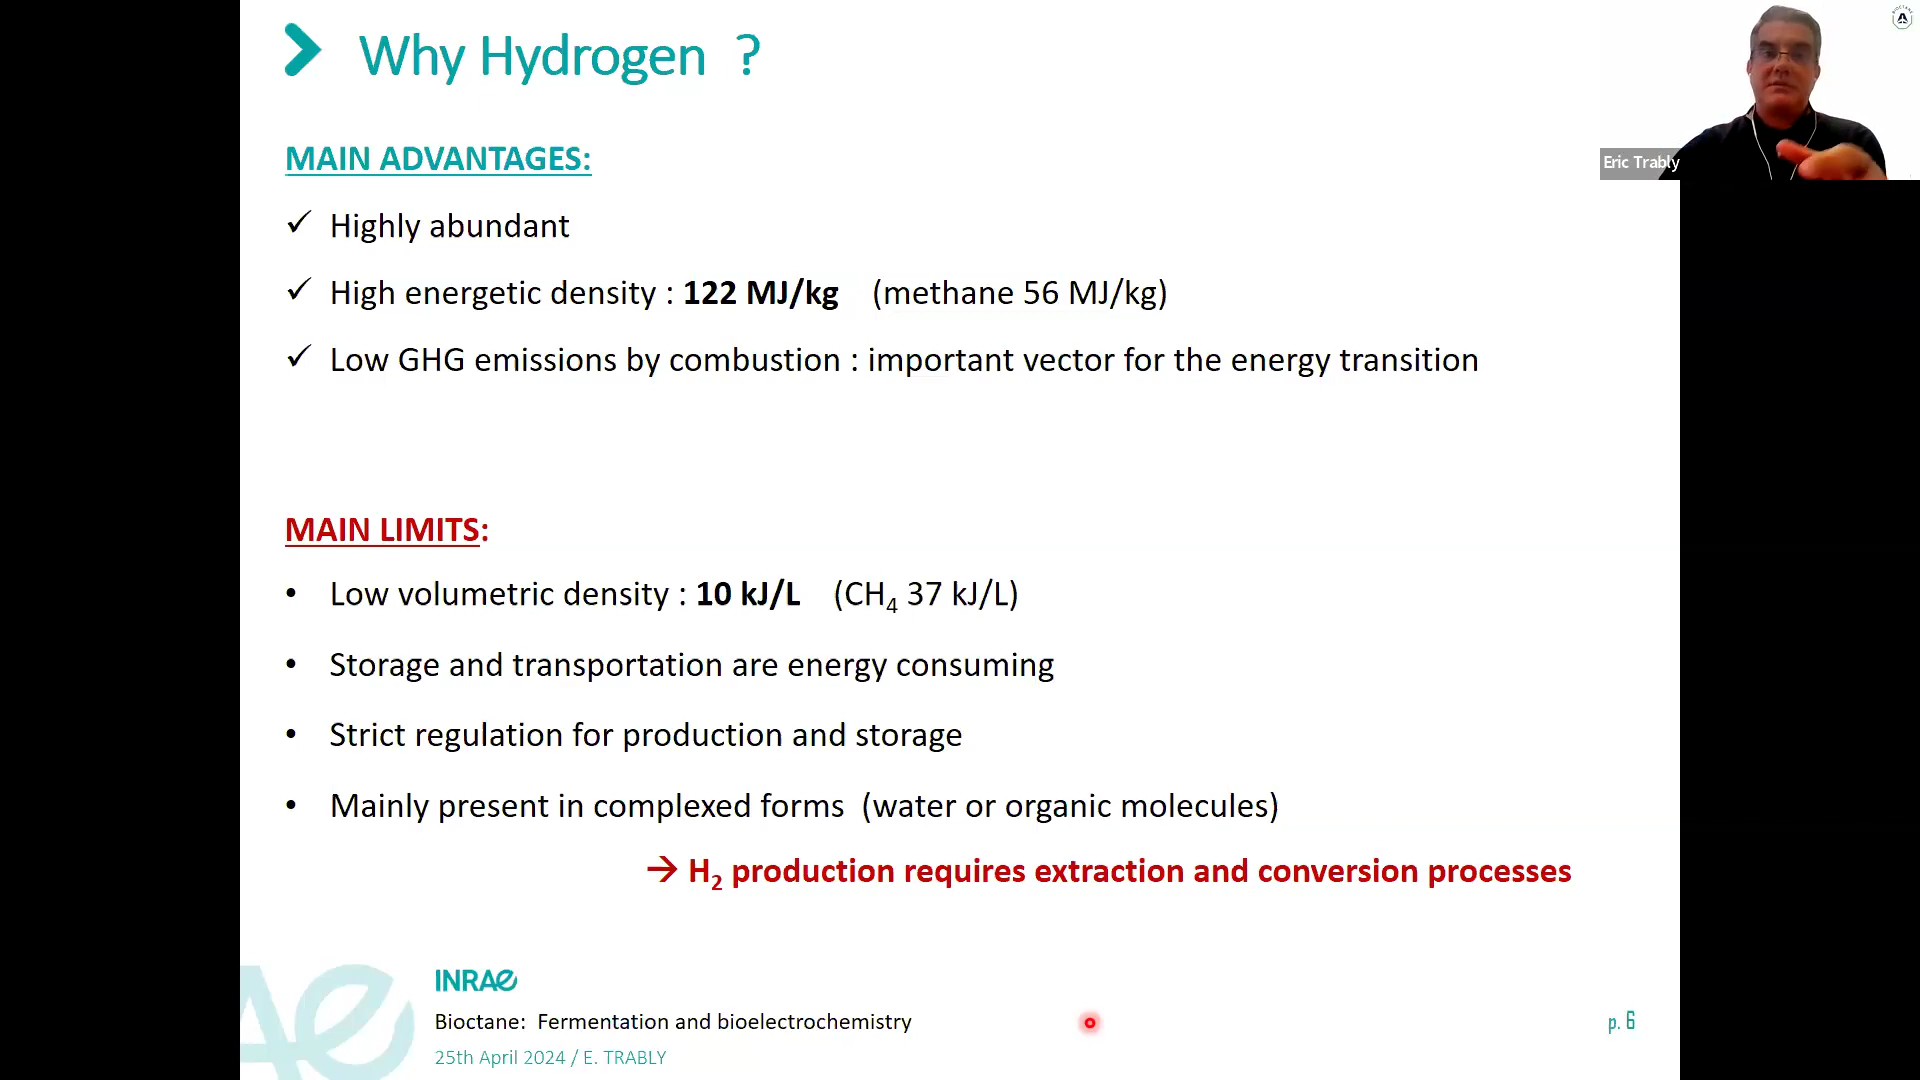 Why Hydrogen ?
Eric Trably
MAIN ADVANTAGES:
✓ Highly abundant
✓ High energetic density : 122 MJ/kg (methane 56 MJ/kg)
✓ Low GHG emissions by combustion : important vector for the energy transition
MAIN LIMITS:
• Low volumetric density : 10 kJ/L (CH₄ 37 kJ/L)
• Storage and transportation are energy consuming
• Strict regulation for production and storage
• Mainly present in complexed forms (water or organic molecules)
→ H₂ production requires extraction and conversion processes
INRAE
Bioctane: Fermentation and bioelectrochemistry
25th April 2024 / E. TRABLY
p. 6